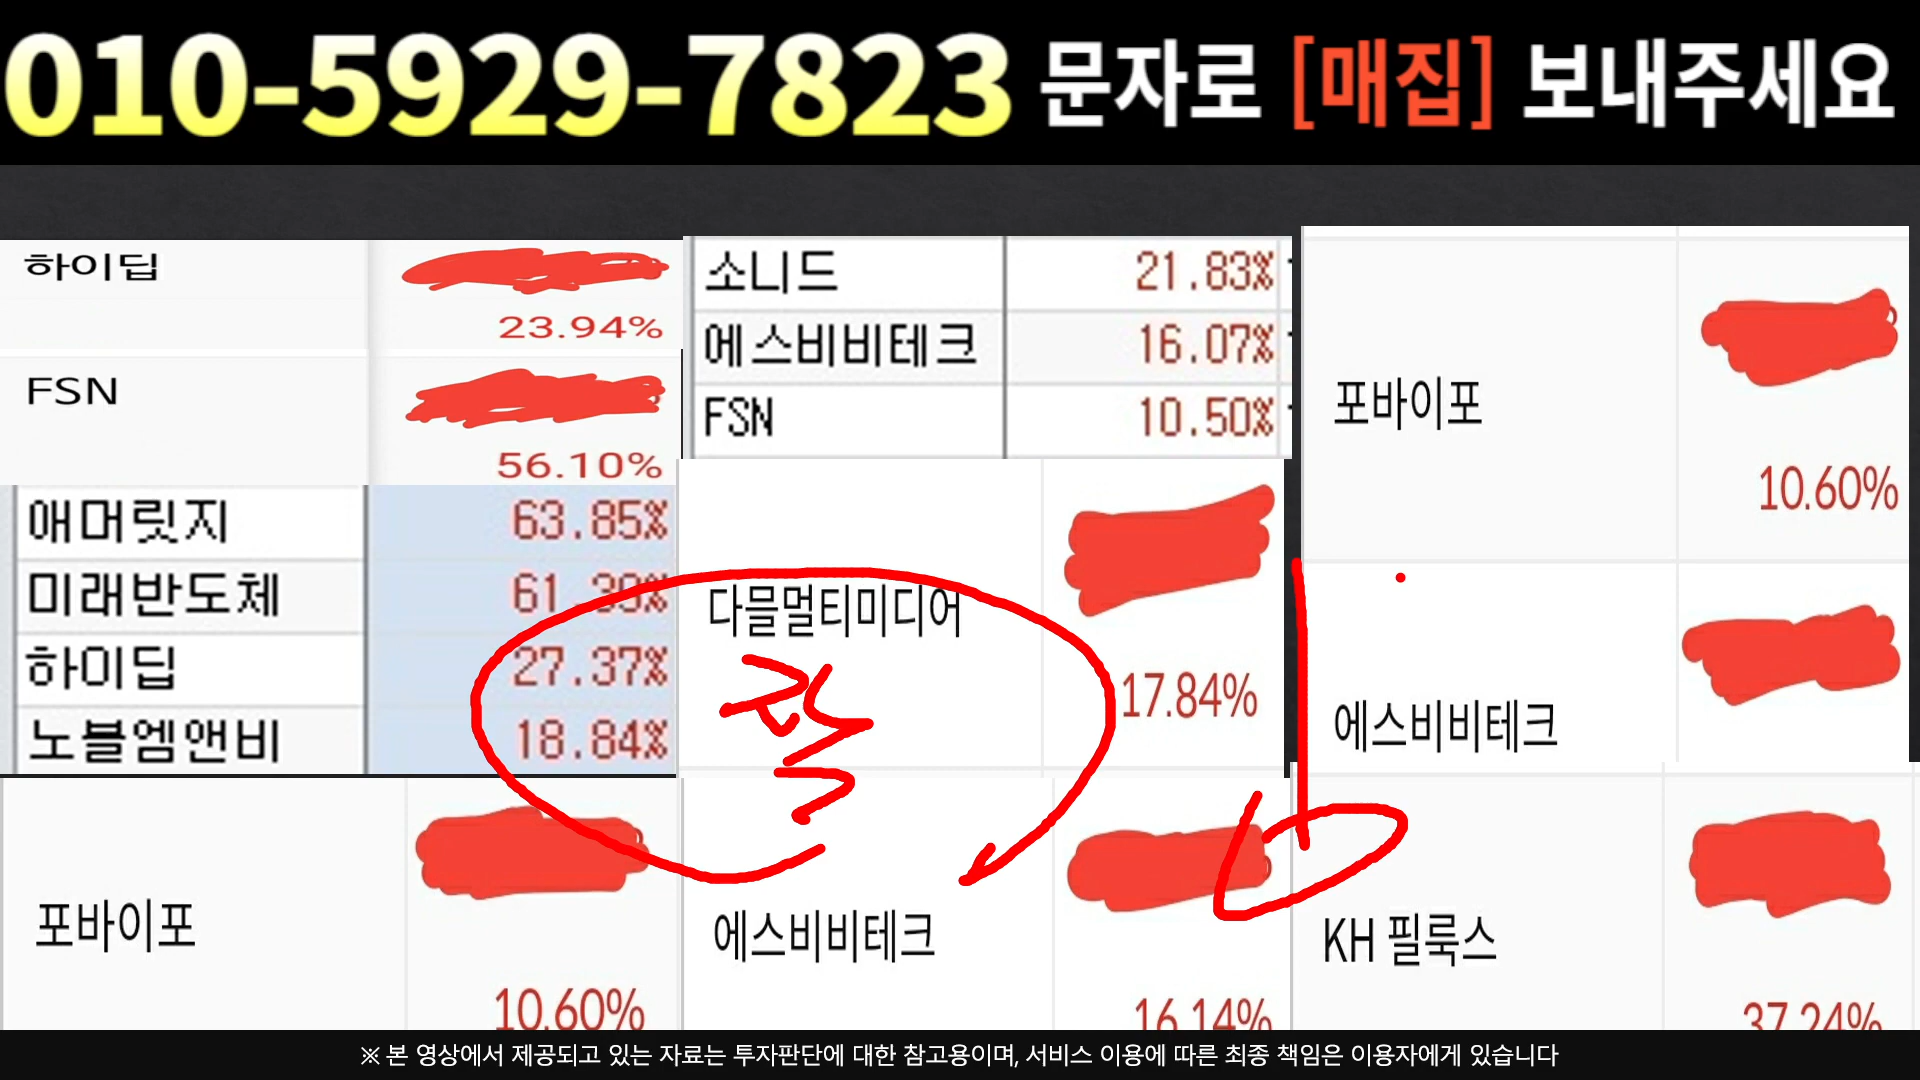 010-5929-7823 문자로 [매집] 보내주세요
하이딥
23.94%
FSN
56.10%
애머릿지 63.85%
미래반도체 61.39%
하이딥 27.37%
노블엠앤비 18.84%
소니드 21.83%
에스비비테크 16.07%
FSN 10.50%
다믈멀티미디어
17.84%
포바이포
10.60%
에스비비테크
포바이포
10.60%
에스비비테크
16.14%
KH 필룩스
37.24%
※ 본 영상에서 제공되고 있는 자료는 투자판단에 대한 참고용이며, 서비스 이용에 따른 최종 책임은 이용자에게 있습니다